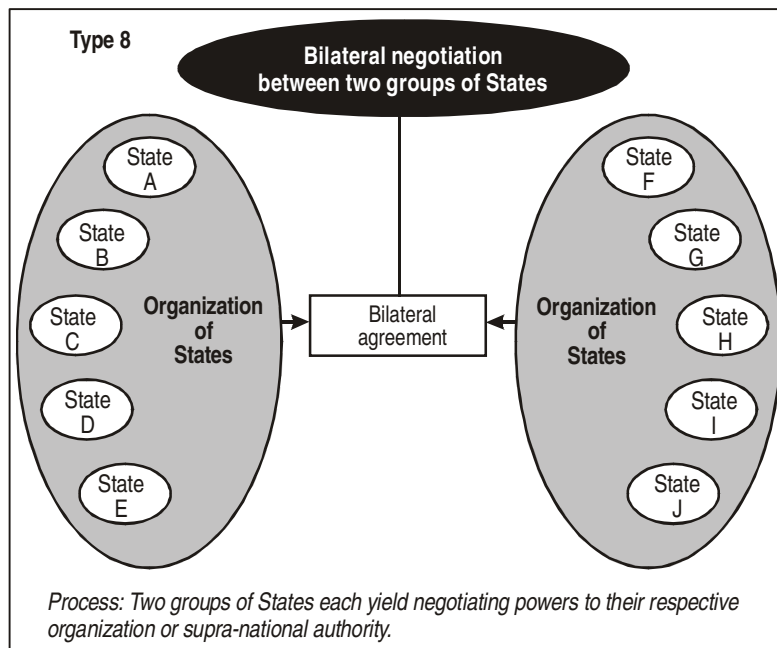 Type 8
Bilateral negotiation
between two groups of States
State
A
State
B
State
C
State
D
State
E
Organization
of
States
Bilateral
agreement
Organization
of
States
State
F
State
G
State
H
State
I
State
J
Process: Two groups of States each yield negotiating powers to their respective
organization or supra-national authority.